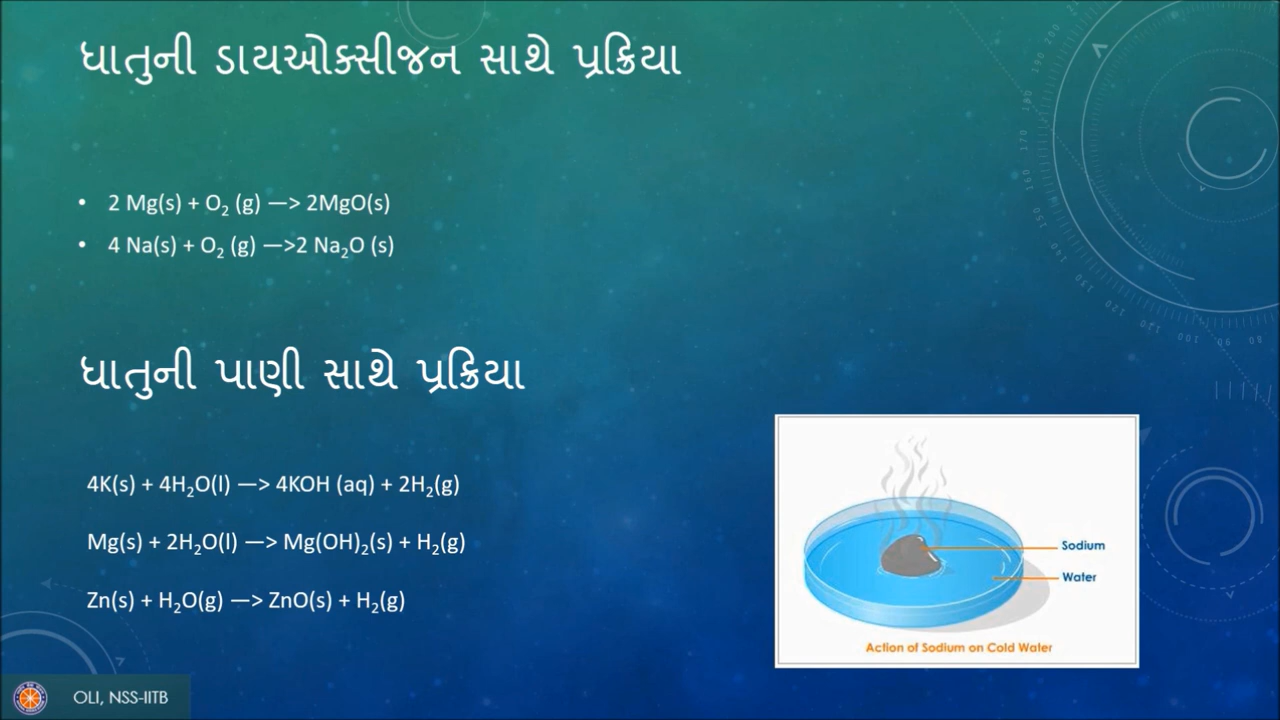 ધાતુની ડાયઓક્સીજન સાથે પ્રક્રિયા
• 2 Mg(s) + O₂ (g) —> 2MgO(s)
• 4 Na(s) + O₂ (g) —>2 Na₂O (s)
ધાતુની પાણી સાથે પ્રક્રિયા
4K(s) + 4H₂O(l) —> 4KOH (aq) + 2H₂(g)
Mg(s) + 2H₂O(l) —> Mg(OH)₂(s) + H₂(g)
Zn(s) + H₂O(g) —> ZnO(s) + H₂(g)
Sodium
Water
Action of Sodium on Cold Water
OLI, NSS-IITB